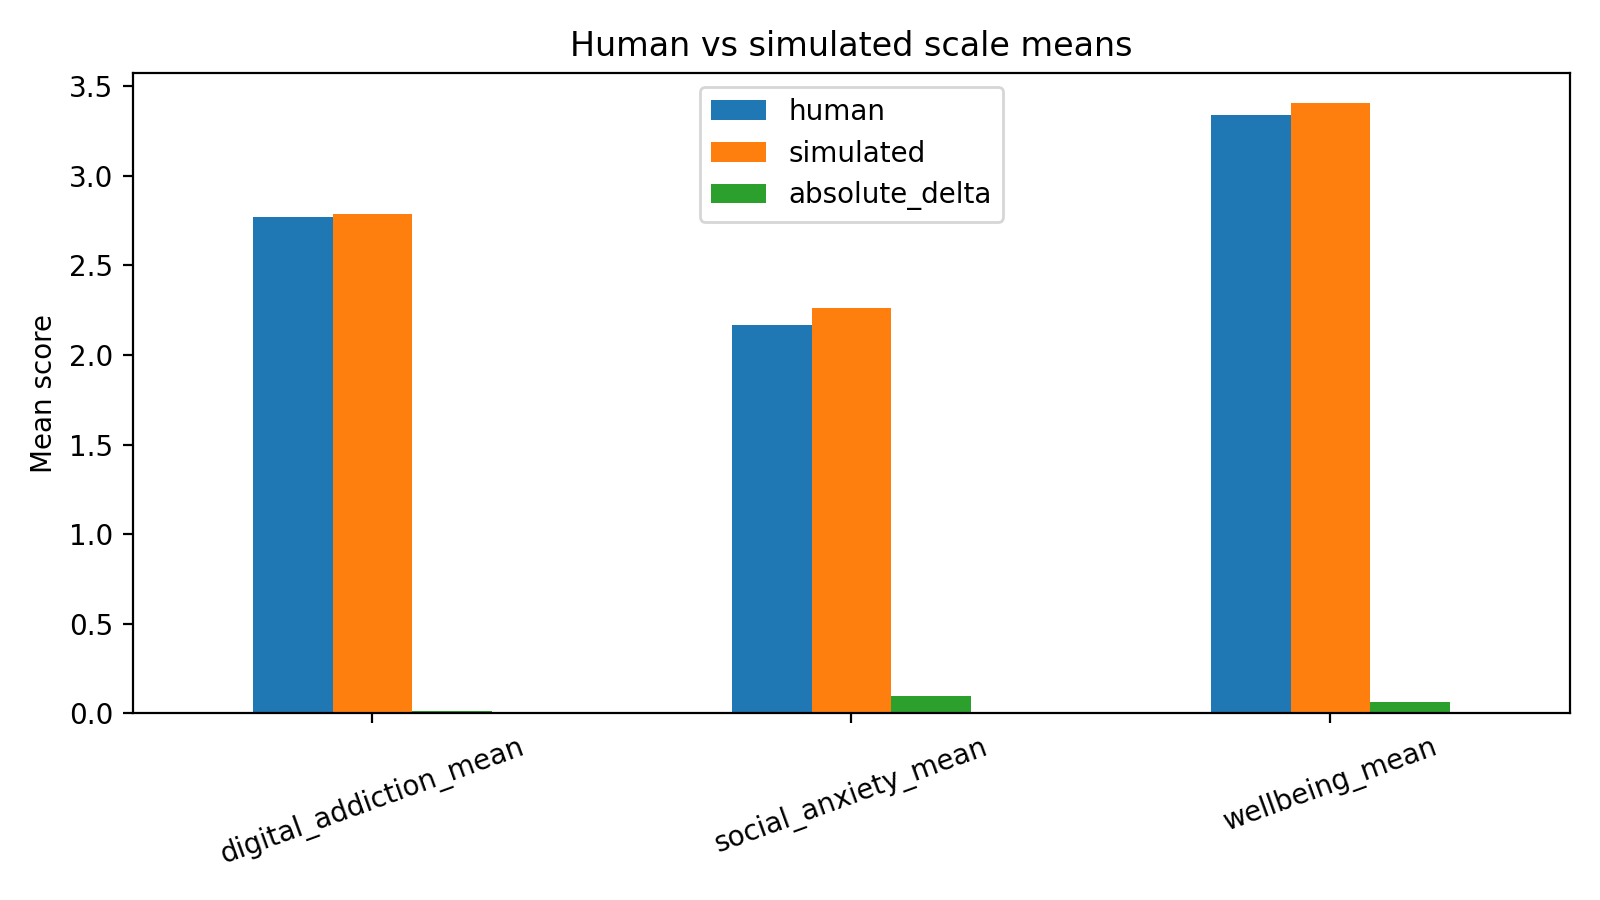 Human vs simulated scale means
human
simulated
absolute_delta
Mean score
3.5
3.0
2.5
2.0
1.5
1.0
0.5
0.0
digital_addiction_mean
social_anxiety_mean
wellbeing_mean